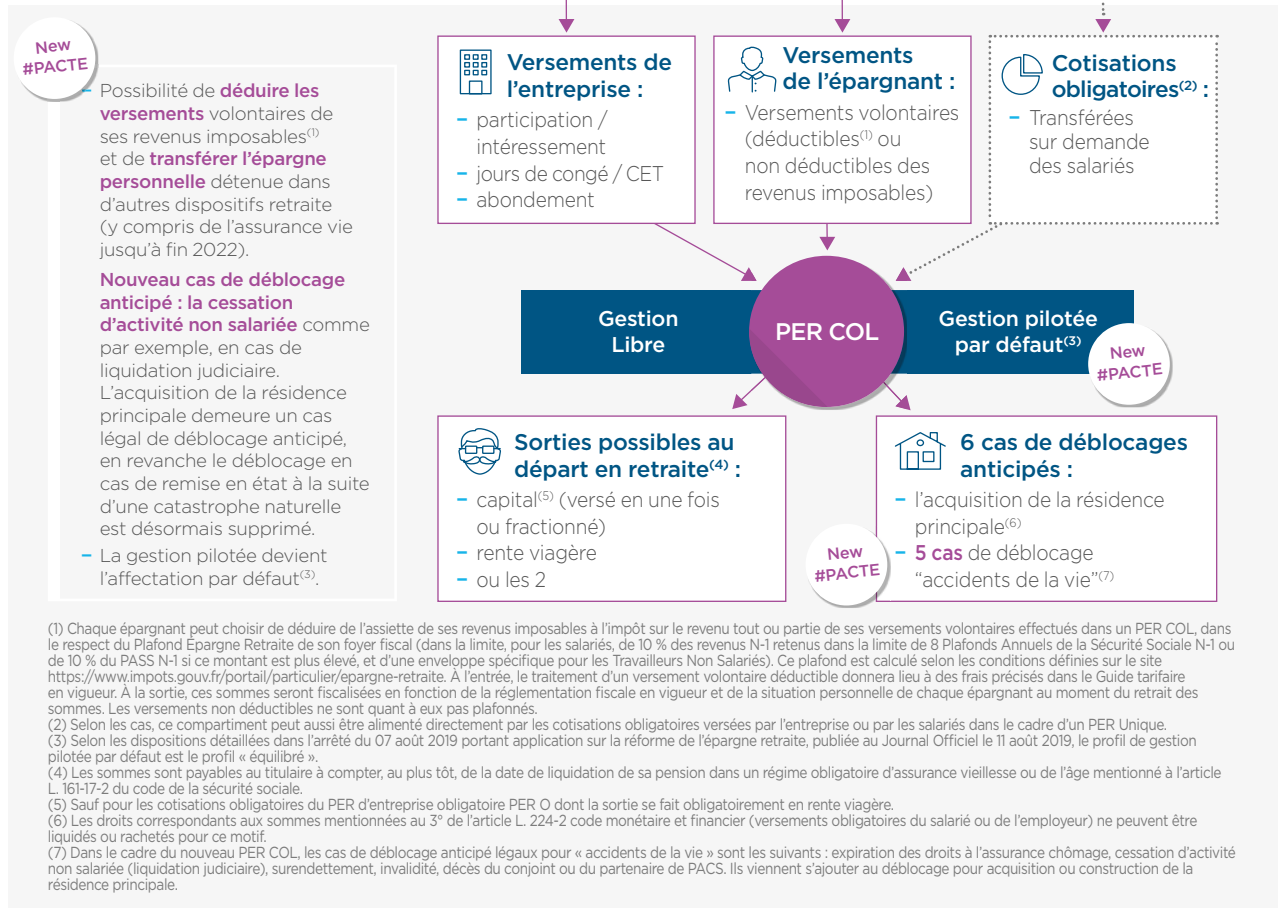 New
#PACTE
– Possibilité de déduire les
versements volontaires de
ses revenus imposables(1)
et de transférer l'épargne
personnelle détenue dans
d'autres dispositifs retraite
(y compris de l'assurance vie
jusqu'à fin 2022).
Nouveau cas de déblocage
anticipé : la cessation
d'activité non salariée comme
par exemple, en cas de
liquidation judiciaire.
L'acquisition de la résidence
principale demeure un cas
légal de déblocage anticipé,
en revanche le déblocage en
cas de remise en état à la suite
d'une catastrophe naturelle
est désormais supprimé.
– La gestion pilotée devient
l'affectation par défaut(3).
Versements de
l'entreprise :
– participation /
intéressement
– jours de congé / CET
– abondement
Versements
de l'épargnant :
– Versements volontaires
(déductibles(1) ou
non déductibles des
revenus imposables)
Cotisations
obligatoires(2) :
– Transférées
sur demande
des salariés
Gestion
Libre
PER COL
Gestion pilotée
par défaut(3)
New
#PACTE
Sorties possibles au
départ en retraite(4) :
– capital(5) (versé en une fois
ou fractionné)
– rente viagère
– ou les 2
6 cas de déblocages
anticipés :
– l'acquisition de la résidence
principale(6)
– 5 cas de déblocage
"accidents de la vie"(7)
New
#PACTE
(1) Chaque épargnant peut choisir de déduire de l'assiette de ses revenus imposables à l'impôt sur le revenu tout ou partie de ses versements volontaires effectués dans un PER COL, dans
le respect du Plafond Epargne Retraite de son foyer fiscal (dans la limite, pour les salariés, de 10 % des revenus N-1 retenus dans la limite de 8 Plafonds Annuels de la Sécurité Sociale N-1 ou
de 10 % du PASS N-1 si ce montant est plus élevé, et d'une enveloppe spécifique pour les Travailleurs Non Salariés). Ce plafond est calculé selon les conditions définies sur le site
https://www.impots.gouv.fr/portail/particulier/epargne-retraite. À l'entrée, le traitement d'un versement volontaire déductible donnera lieu à des frais précisés dans le Guide tarifaire
en vigueur. À la sortie, ces sommes seront fiscalisées en fonction de la réglementation fiscale en vigueur et de la situation personnelle de chaque épargnant au moment du retrait des
sommes. Les versements non déductibles ne sont quant à eux pas plafonnés.
(2) Selon les cas, ce compartiment peut aussi être alimenté directement par les cotisations obligatoires versées par l'entreprise ou par les salariés dans le cadre d'un PER Unique.
(3) Selon les dispositions détaillées dans l'arrêté du 07 août 2019 portant application sur la réforme de l'épargne retraite, publiée au Journal Officiel le 11 août 2019, le profil de gestion
pilotée par défaut est le profil « équilibré ».
(4) Les sommes sont payables au titulaire à compter, au plus tôt, de la date de liquidation de sa pension dans un régime obligatoire d'assurance vieillesse ou de l'âge mentionné à l'article
L. 161-17-2 du code de la sécurité sociale.
(5) Sauf pour les cotisations obligatoires du PER d'entreprise obligatoire PER O dont la sortie se fait obligatoirement en rente viagère.
(6) Les droits correspondants aux sommes mentionnées au 3° de l'article L. 224-2 code monétaire et financier (versements obligatoires du salarié ou de l'employeur) ne peuvent être
liquidés ou rachetés pour ce motif.
(7) Dans le cadre du nouveau PER COL, les cas de déblocage anticipé légaux pour « accidents de la vie » sont les suivants : expiration des droits à l'assurance chômage, cessation d'activité
non salariée (liquidation judiciaire), surendettement, invalidité, décès du conjoint ou du partenaire de PACS. Ils viennent s'ajouter au déblocage pour acquisition ou construction de la
résidence principale.